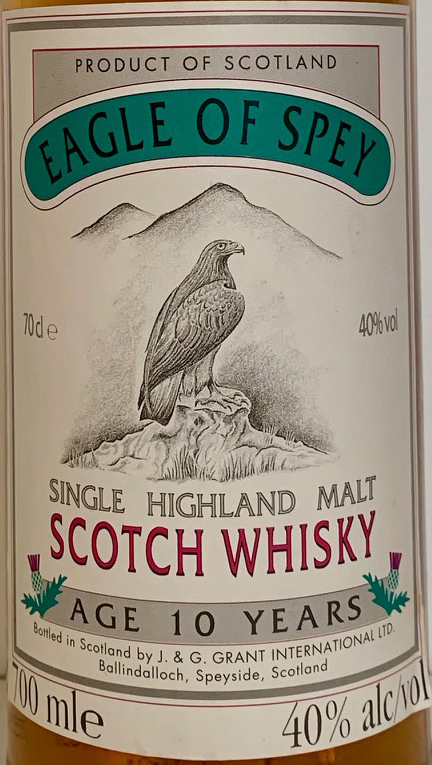 PRODUCT OF SCOTLAND
EAGLE OF SPEY
70cl e
40% vol
SINGLE HIGHLAND MALT
SCOTCH WHISKY
AGE 10 YEARS
Bottled in Scotland by J. & G. GRANT INTERNATIONAL LTD.
Ballindalloch, Speyside, Scotland
700 mle
40% alc/vol